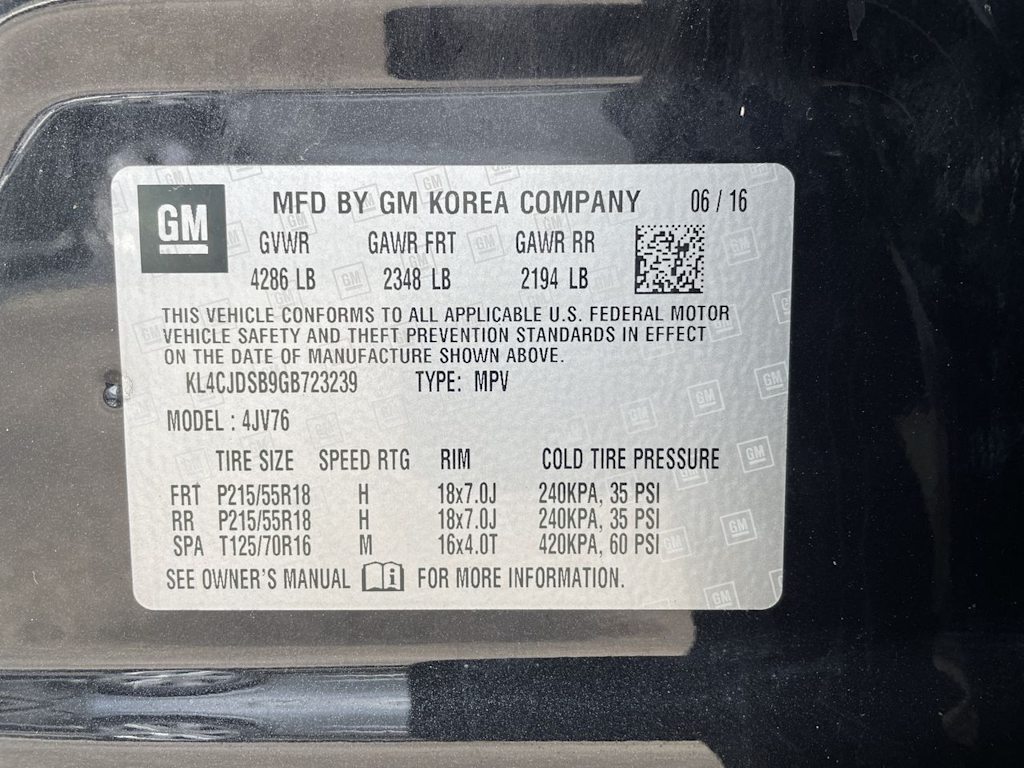 GM
MFD BY GM KOREA COMPANY 06 / 16
GVWR GAWR FRT GAWR RR
4286 LB 2348 LB 2194 LB
THIS VEHICLE CONFORMS TO ALL APPLICABLE U.S. FEDERAL MOTOR
VEHICLE SAFETY AND THEFT PREVENTION STANDARDS IN EFFECT
ON THE DATE OF MANUFACTURE SHOWN ABOVE.
KL4CJDSB9GB723239 TYPE: MPV
MODEL : 4JV76
TIRE SIZE SPEED RTG RIM COLD TIRE PRESSURE
FRT P215/55R18 H 18x7.0J 240KPA, 35 PSI
RR P215/55R18 H 18x7.0J 240KPA, 35 PSI
SPA T125/70R16 M 16x4.0T 420KPA, 60 PSI
SEE OWNER'S MANUAL FOR MORE INFORMATION.